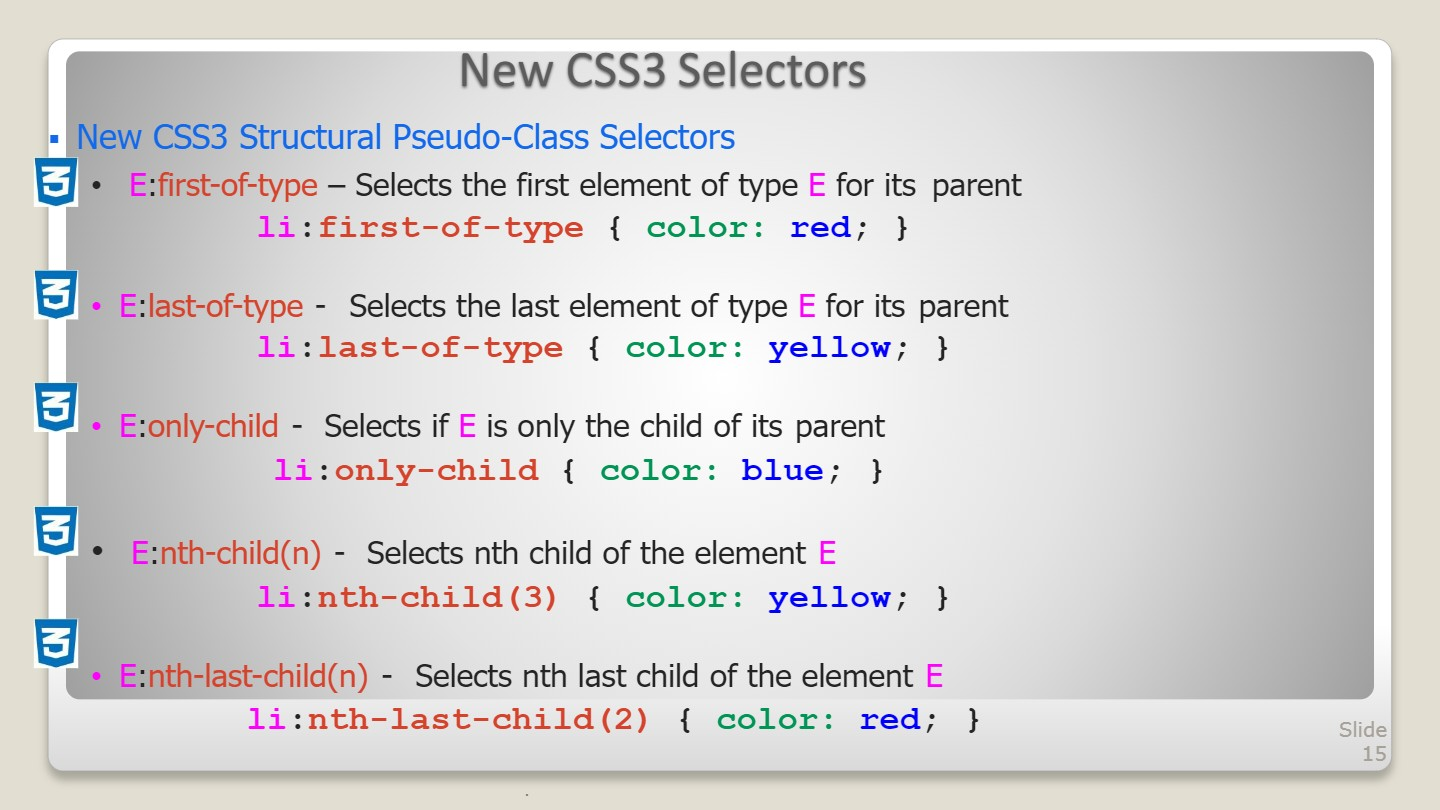 New CSS3 Selectors
▪ New CSS3 Structural Pseudo-Class Selectors
• E:first-of-type – Selects the first element of type E for its parent
li:first-of-type { color: red; }
• E:last-of-type - Selects the last element of type E for its parent
li:last-of-type { color: yellow; }
• E:only-child - Selects if E is only the child of its parent
li:only-child { color: blue; }
• E:nth-child(n) - Selects nth child of the element E
li:nth-child(3) { color: yellow; }
• E:nth-last-child(n) - Selects nth last child of the element E
li:nth-last-child(2) { color: red; }
Slide
15
.